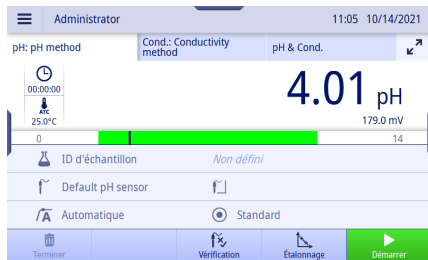 Administrator 11:05 10/14/2021
pH: pH method
Cond.: Conductivity
method
pH & Cond.
00:00:00
4.01 pH
ATC
25.0°C
179.0 mV
0 14
ID d'échantillon Non défini
Default pH sensor
A Automatique Standard
Terminer Vérification Étalonnage Démarrer